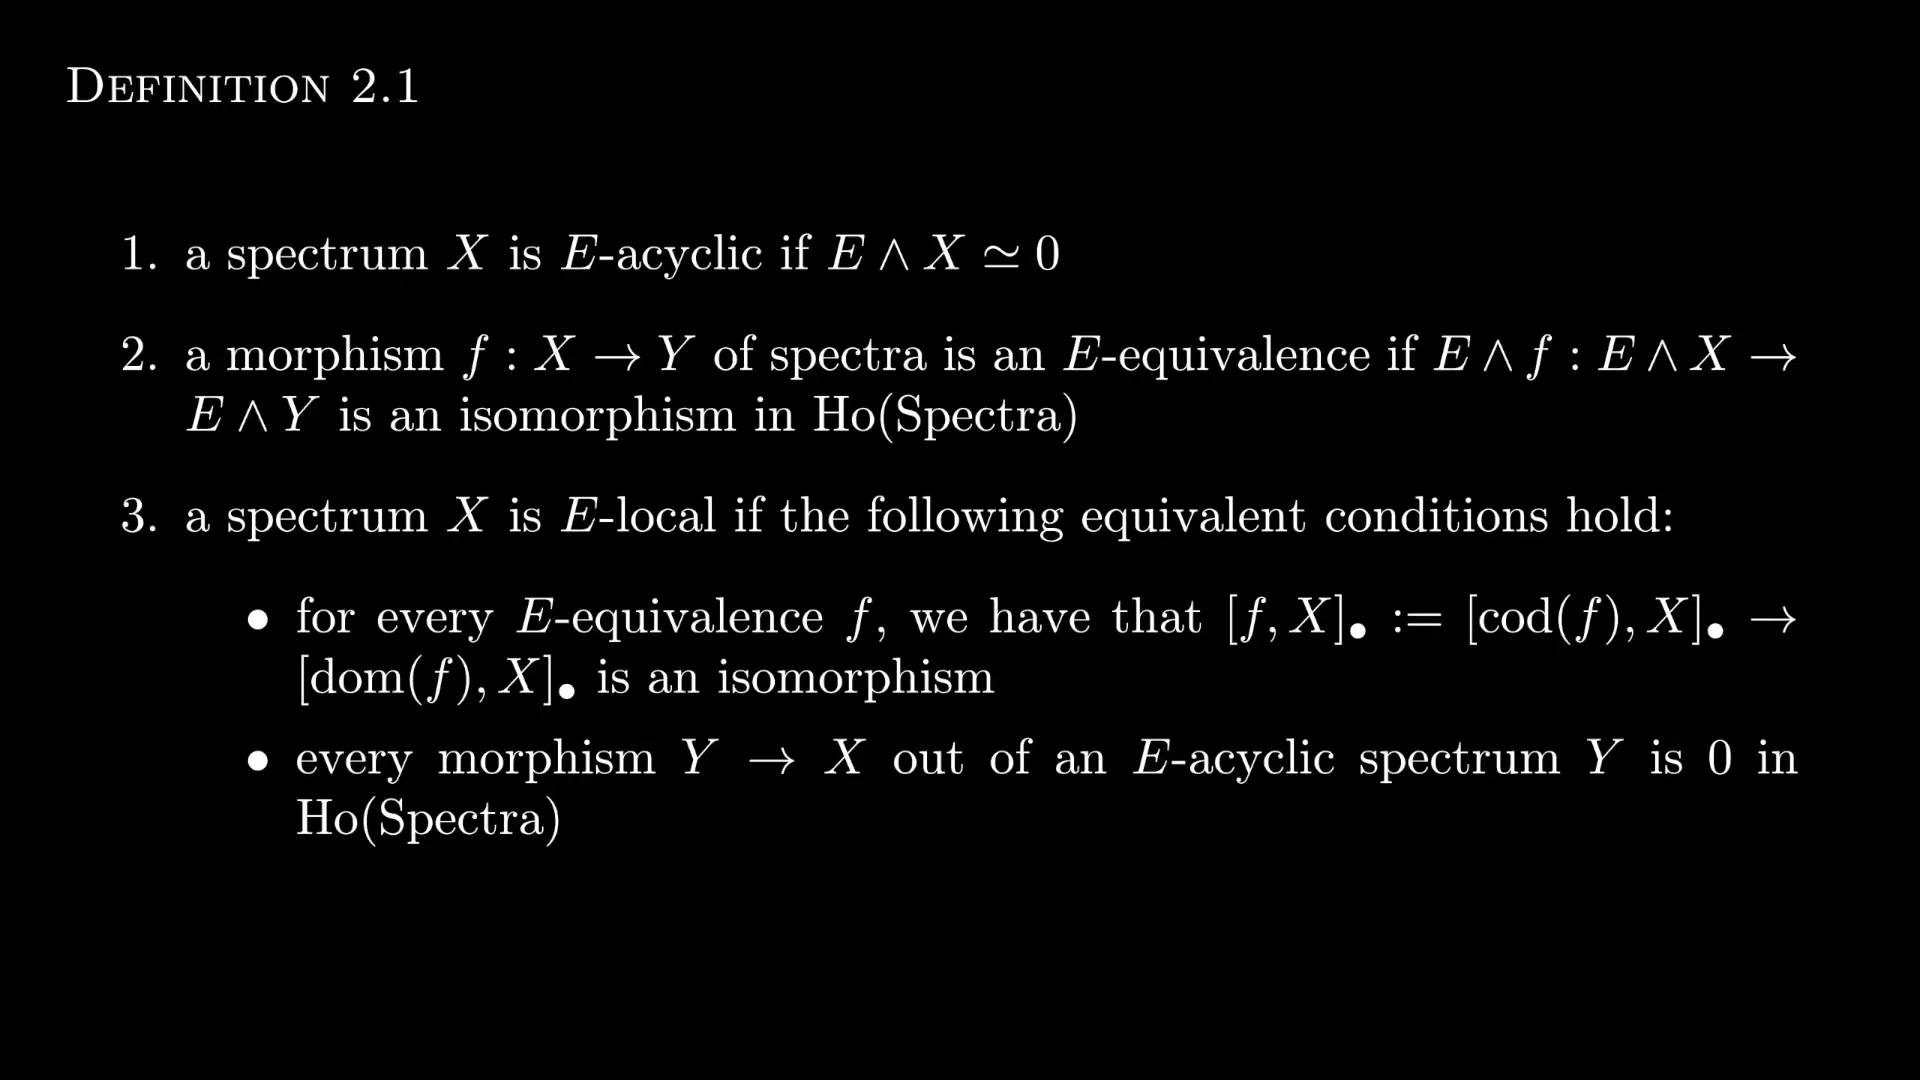 Definition 2.1
1. a spectrum X is E-acyclic if E ∧ X ≃ 0
2. a morphism f : X → Y of spectra is an E-equivalence if E ∧ f : E ∧ X →
E ∧ Y is an isomorphism in Ho(Spectra)
3. a spectrum X is E-local if the following equivalent conditions hold:
• for every E-equivalence f, we have that [f, X]• := [cod(f), X]• →
[dom(f), X]• is an isomorphism
• every morphism Y → X out of an E-acyclic spectrum Y is 0 in
Ho(Spectra)